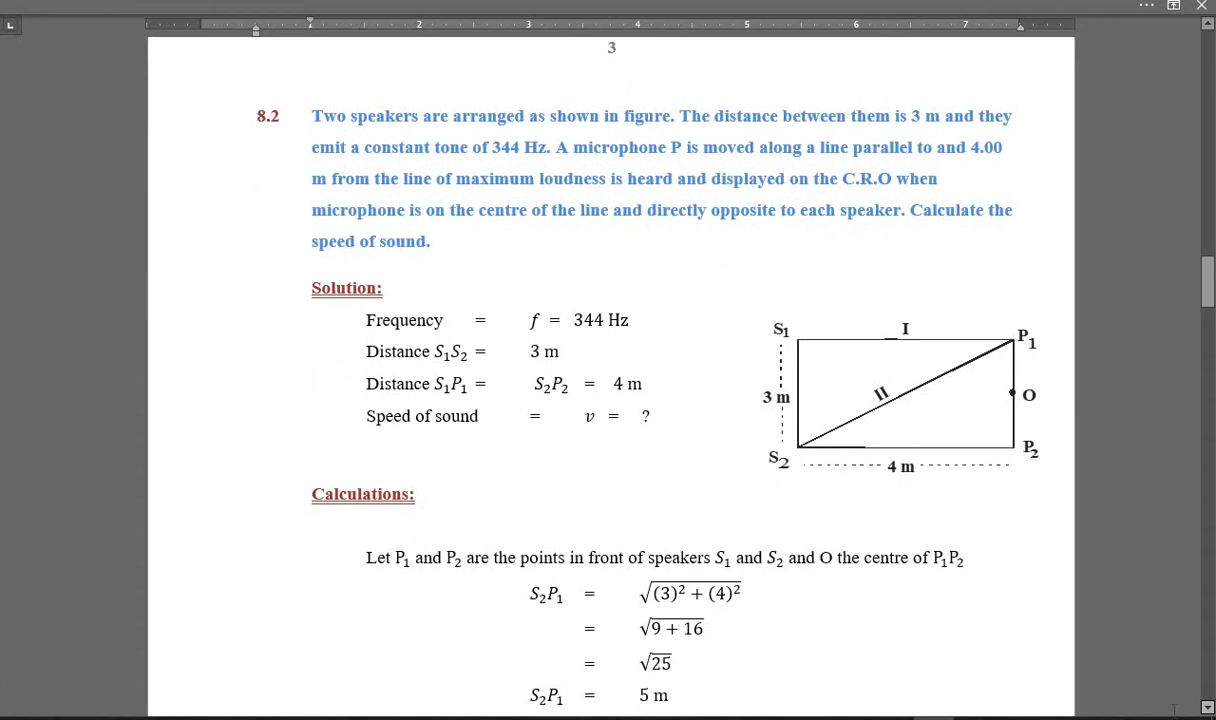 2 3 4 5 6 7
3
8.2 Two speakers are arranged as shown in figure. The distance between them is 3 m and they
emit a constant tone of 344 Hz. A microphone P is moved along a line parallel to and 4.00
m from the line of maximum loudness is heard and displayed on the C.R.O when
microphone is on the centre of the line and directly opposite to each speaker. Calculate the
speed of sound.
Solution:
Frequency = f = 344 Hz
Distance S₁S₂ = 3 m
Distance S₁P₁ = S₂P₂ = 4 m
Speed of sound = v = ?
S₁ I P₁
3 m II O
S₂ P₂
4 m
Calculations:
Let P₁ and P₂ are the points in front of speakers S₁ and S₂ and O the centre of P₁P₂
S₂P₁ = √(3)² + (4)²
= √9 + 16
= √25
S₂P₁ = 5 m